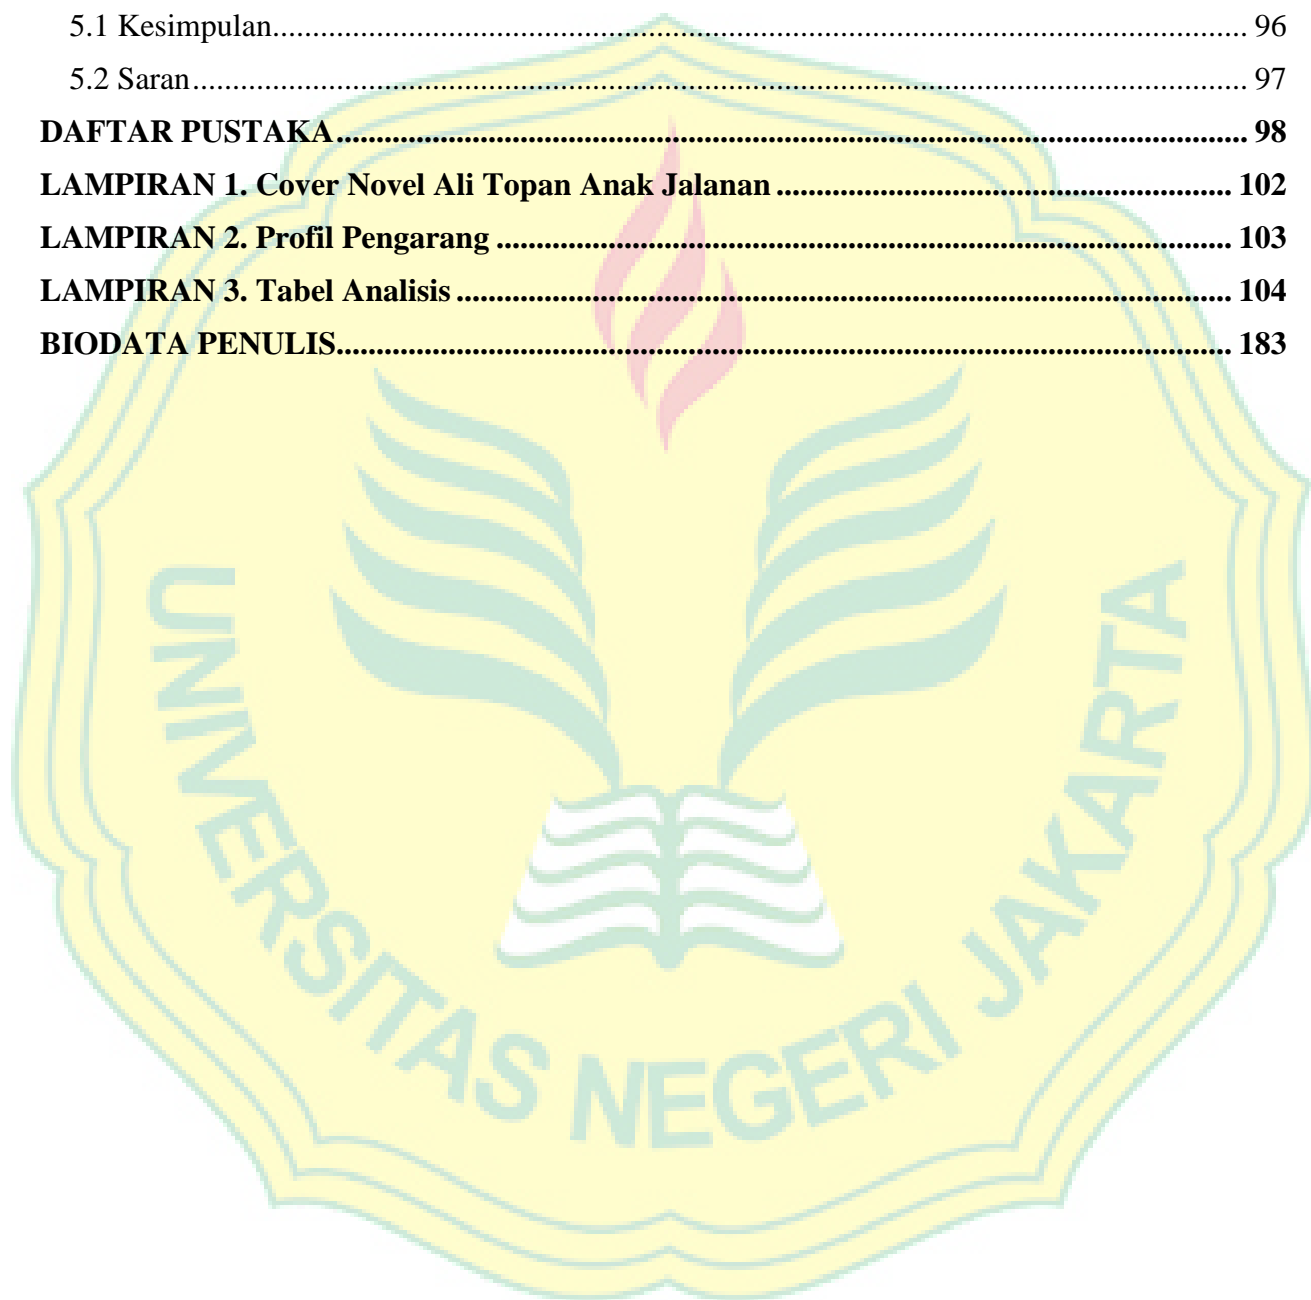 5.1 Kesimpulan.......................................................................................................................... 96
5.2 Saran.................................................................................................................................... 97
DAFTAR PUSTAKA.................................................................................................................. 98
LAMPIRAN 1. Cover Novel Ali Topan Anak Jalanan ......................................................... 102
LAMPIRAN 2. Profil Pengarang ............................................................................................ 103
LAMPIRAN 3. Tabel Analisis ................................................................................................. 104
BIODATA PENULIS................................................................................................................ 183
UNIVERSITAS NEGERI JAKARTA